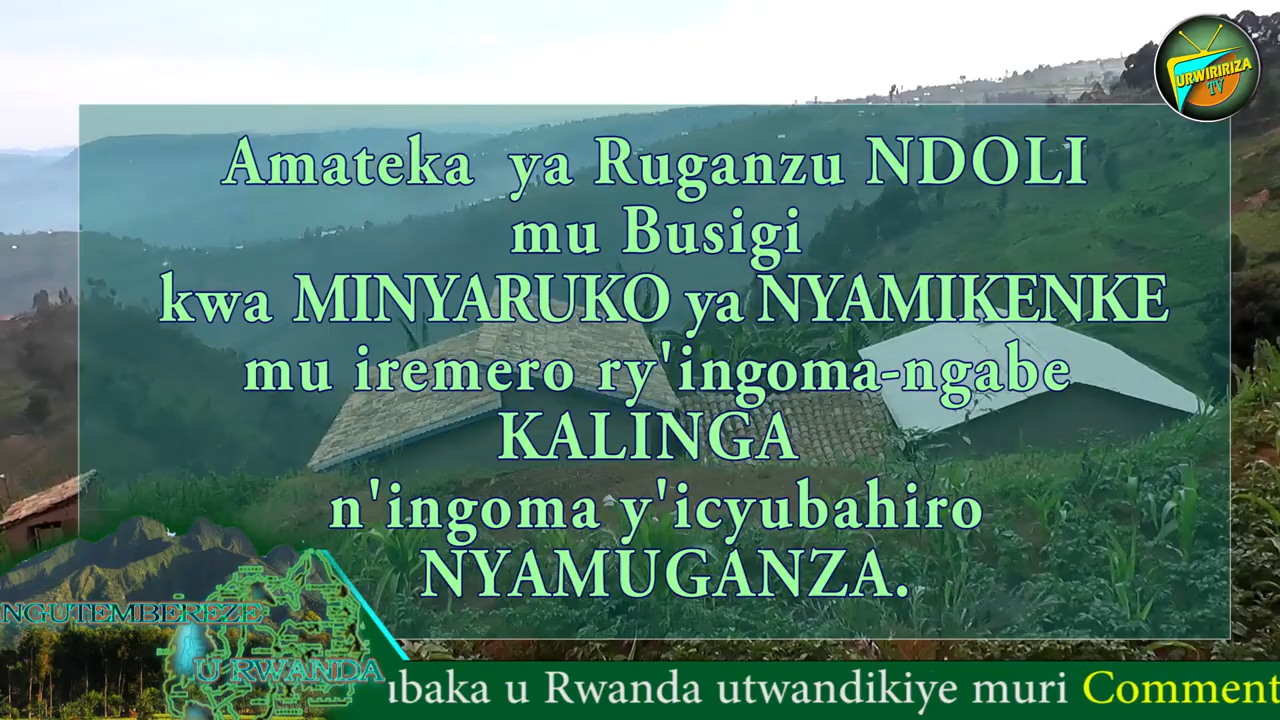 URWIRIRIZA
TV
Amateka ya Ruganzu NDOLI
mu Busigi
kwa MINYARUKO ya NYAMIKENKE
mu iremero ry'ingoma-ngabe
KALINGA
n'ingoma y'icyubahiro
NYAMUGANZA.
NGUTEMBEREZE
U RWANDA
u Rwanda utwandikiye muri Comment